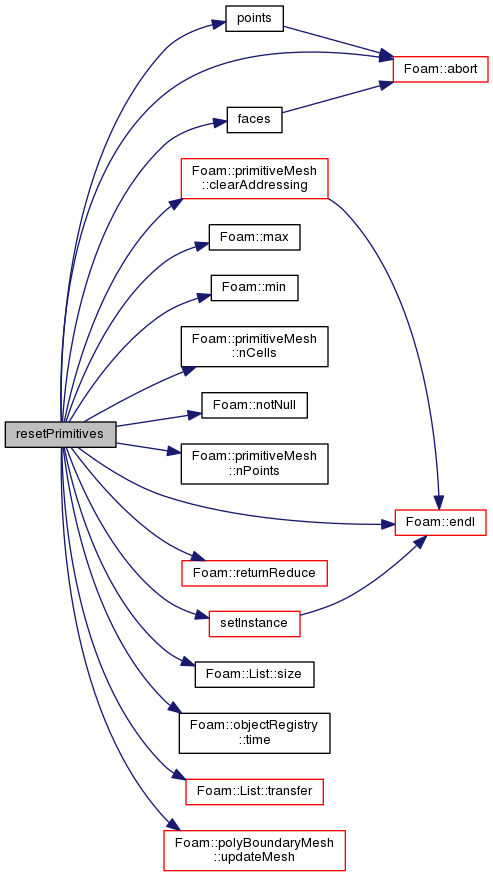 points
Foam::abort
faces
Foam::primitiveMesh
::clearAddressing
Foam::max
Foam::min
Foam::primitiveMesh
::nCells
Foam::notNull
resetPrimitives
Foam::primitiveMesh
::nPoints
Foam::endl
Foam::returnReduce
setInstance
Foam::List::size
Foam::objectRegistry
::time
Foam::List::transfer
Foam::polyBoundaryMesh
::updateMesh